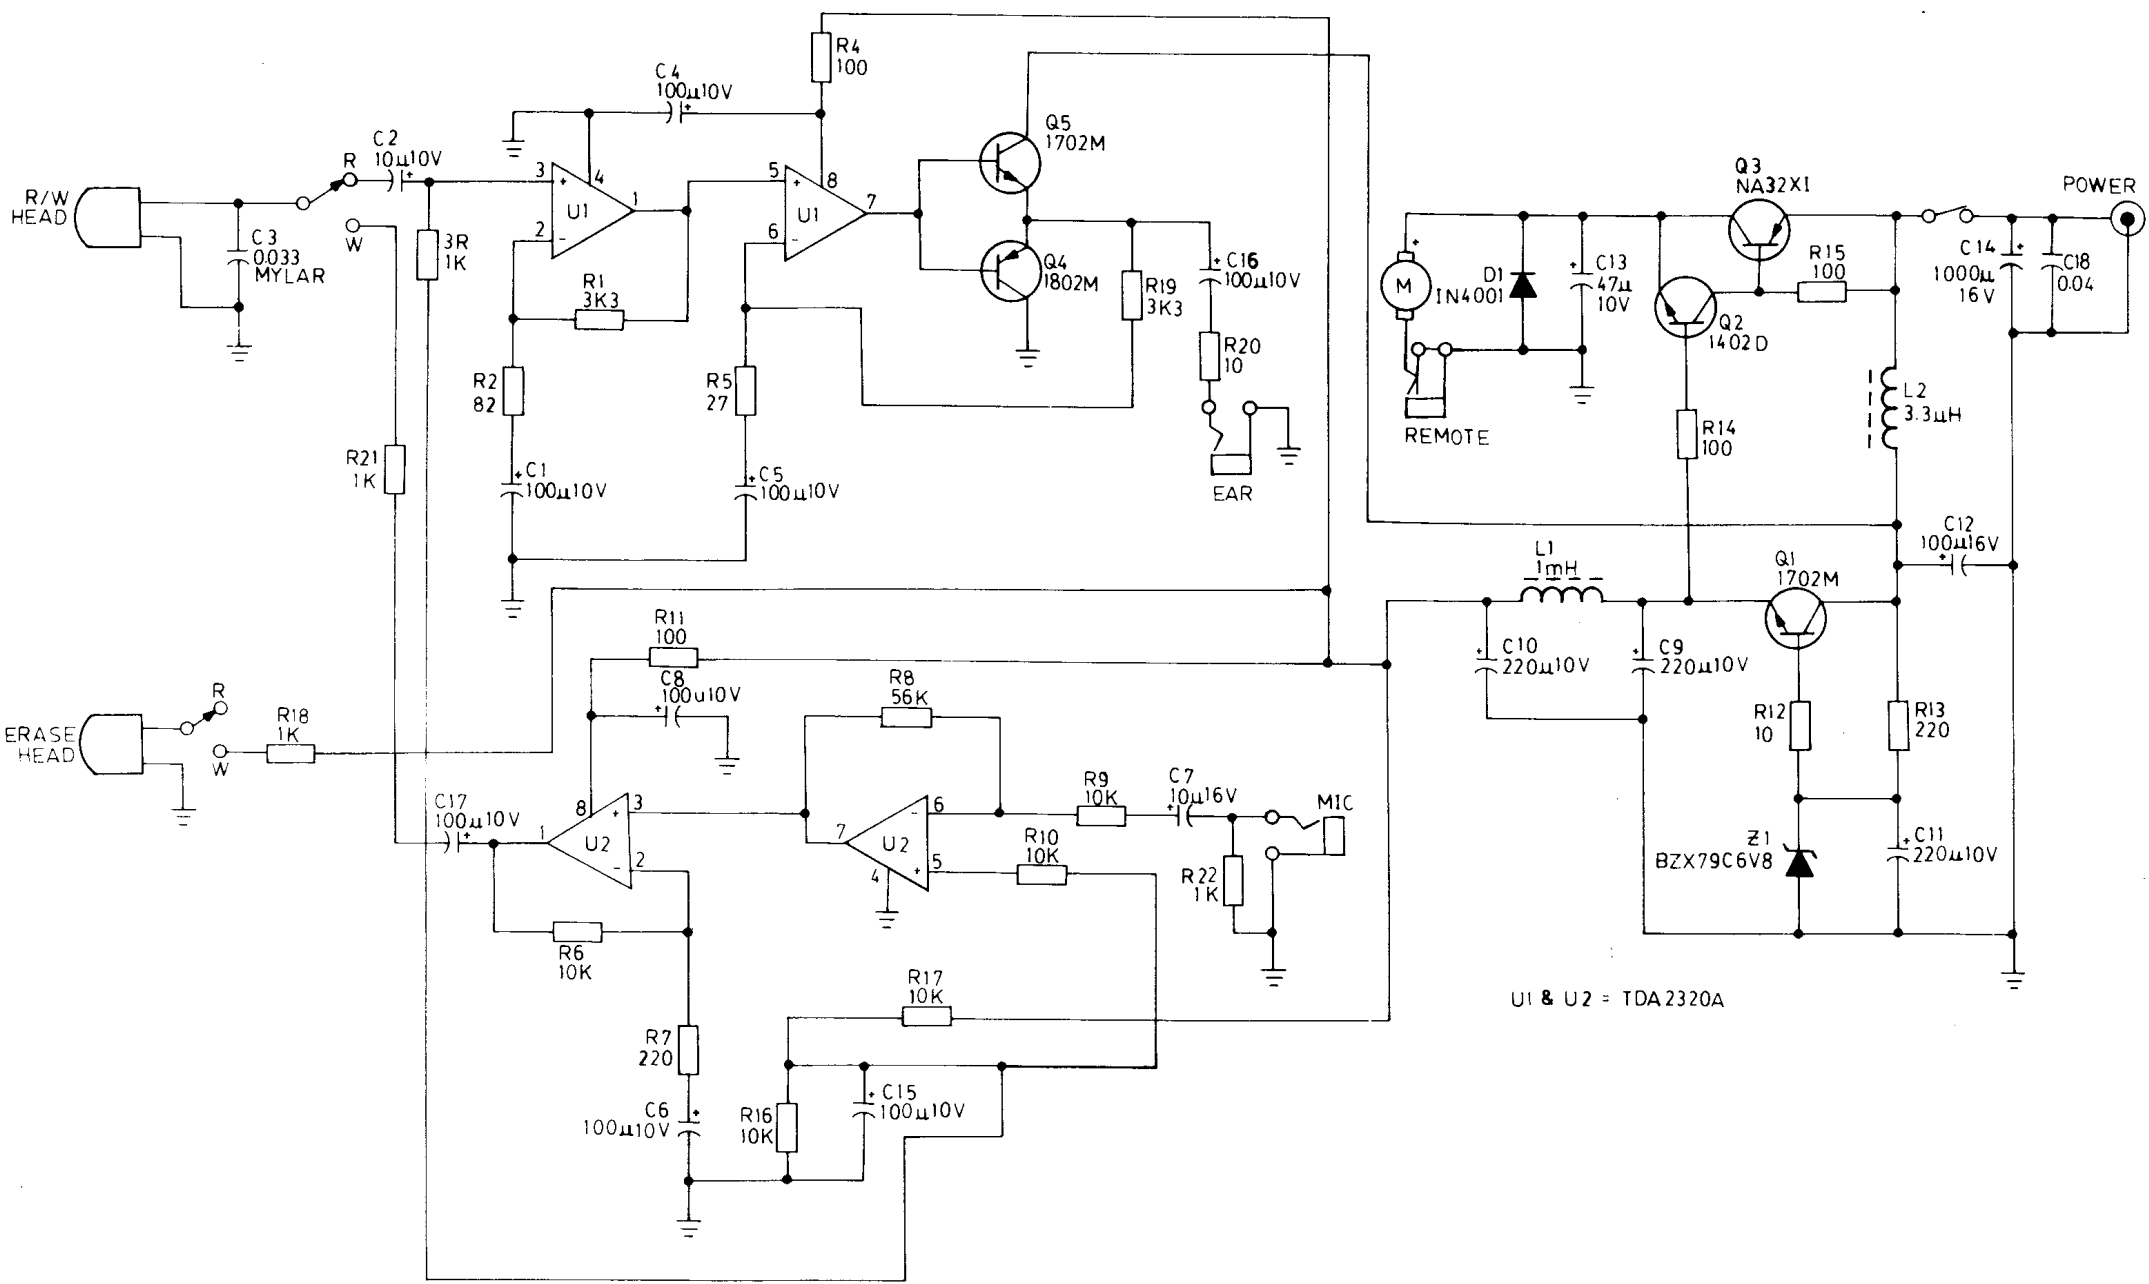 R4
100
C4
100µ10V
+
Q5
1702M
C2
10µ10V
+
R
3
+
4
U1
1
2
-
5
+
8
U1
7
6
-
Q3
NA32X1
POWER
R/W
HEAD
W
C3
0.033
MYLAR
3R
1K
R1
3K3
Q4
1802M
R19
3K3
+
C16
100µ10V
+
M
D1
1N4001
+
C13
47µ
10V
R15
100
C14
+
1000µ
16V
C18
0.04
Q2
1402D
R2
82
R5
27
R20
10
L2
3.3µH
REMOTE
R14
100
R21
1K
+
C1
100µ10V
+
C5
100µ10V
EAR
C12
100µ16V
+
L1
1mH
Q1
1702M
R11
100
C8
100u10V
+
R8
56K
+
C10
220µ10V
+
C9
220µ10V
R
R18
1K
W
ERASE
HEAD
R12
10
R13
220
C17
100µ10V
+
8
3
+
1
U2
-
2
7
U2
-
6
+
5
4
R9
10K
C7
10µ16V
+
MIC
R10
10K
R22
1K
Z1
BZX79C6V8
+
C11
220µ10V
R6
10K
R17
10K
U1 & U2 = TDA2320A
R7
220
C6
100µ10V
+
R16
10K
+
C15
100µ10V